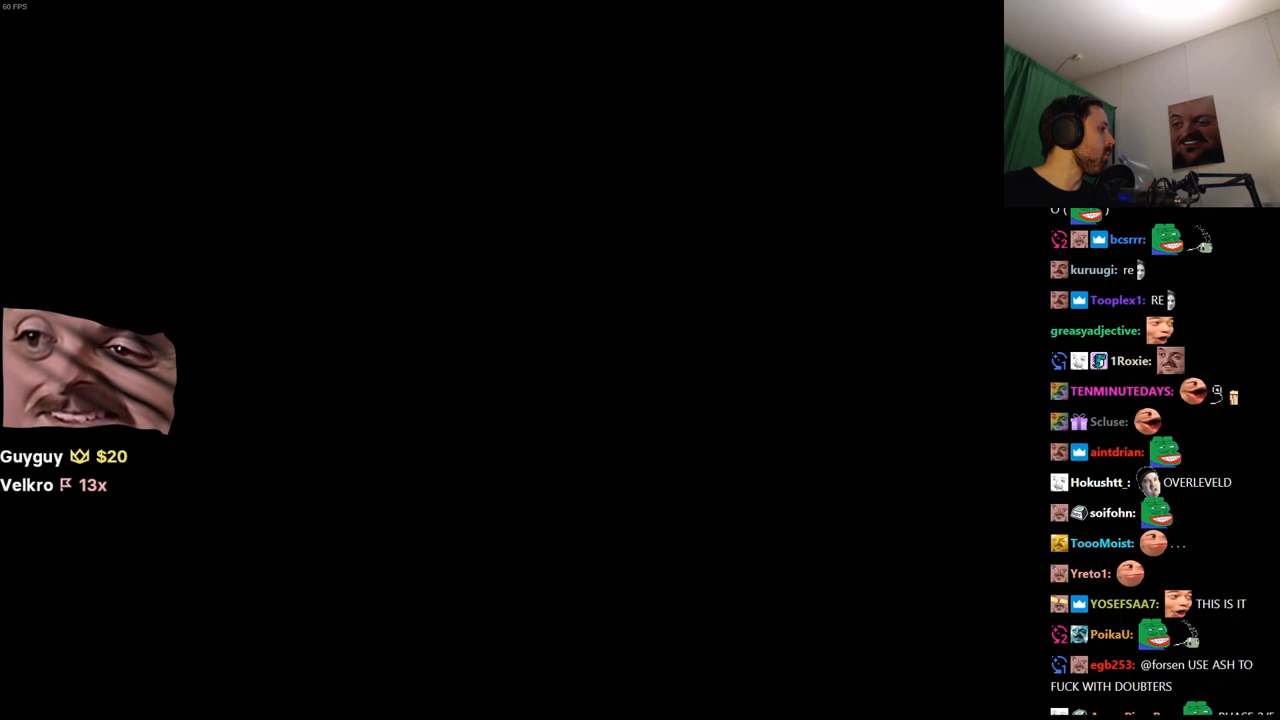 60 FPS
bcsrrr:
kuruugi: re
Tooplex1: RE
greasyadjective:
1Roxie:
TENMINUTEDAYS:
Scluse:
aintdrian:
Hokushtt_: OVERLEVELD
soifohn:
ToooMoist: ...
Yreto1:
YOSEFSAA7: THIS IS IT
PoikaU:
egb253: @forsen USE ASH TO
FUCK WITH DOUBTERS
Guyguy $20
Velkro 13x